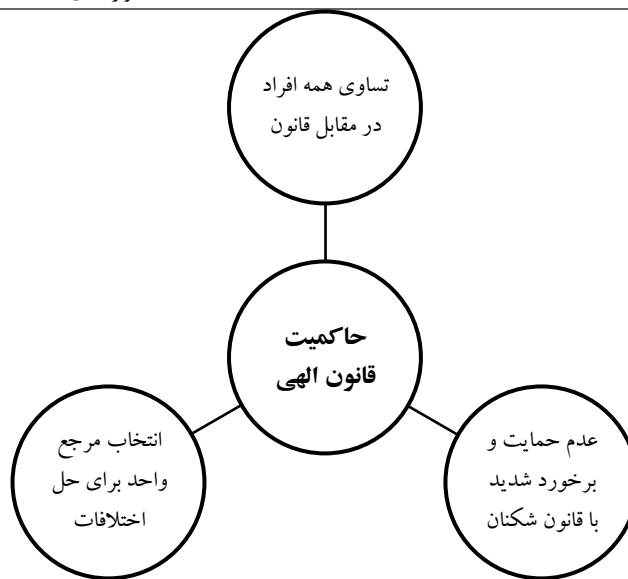 تساوی همه افراد
در مقابل قانون
حاکمیت
قانون الهی
عدم حمایت و
برخورد شدید
با قانون شکنان
انتخاب مرجع
واحد برای حل
اختلافات